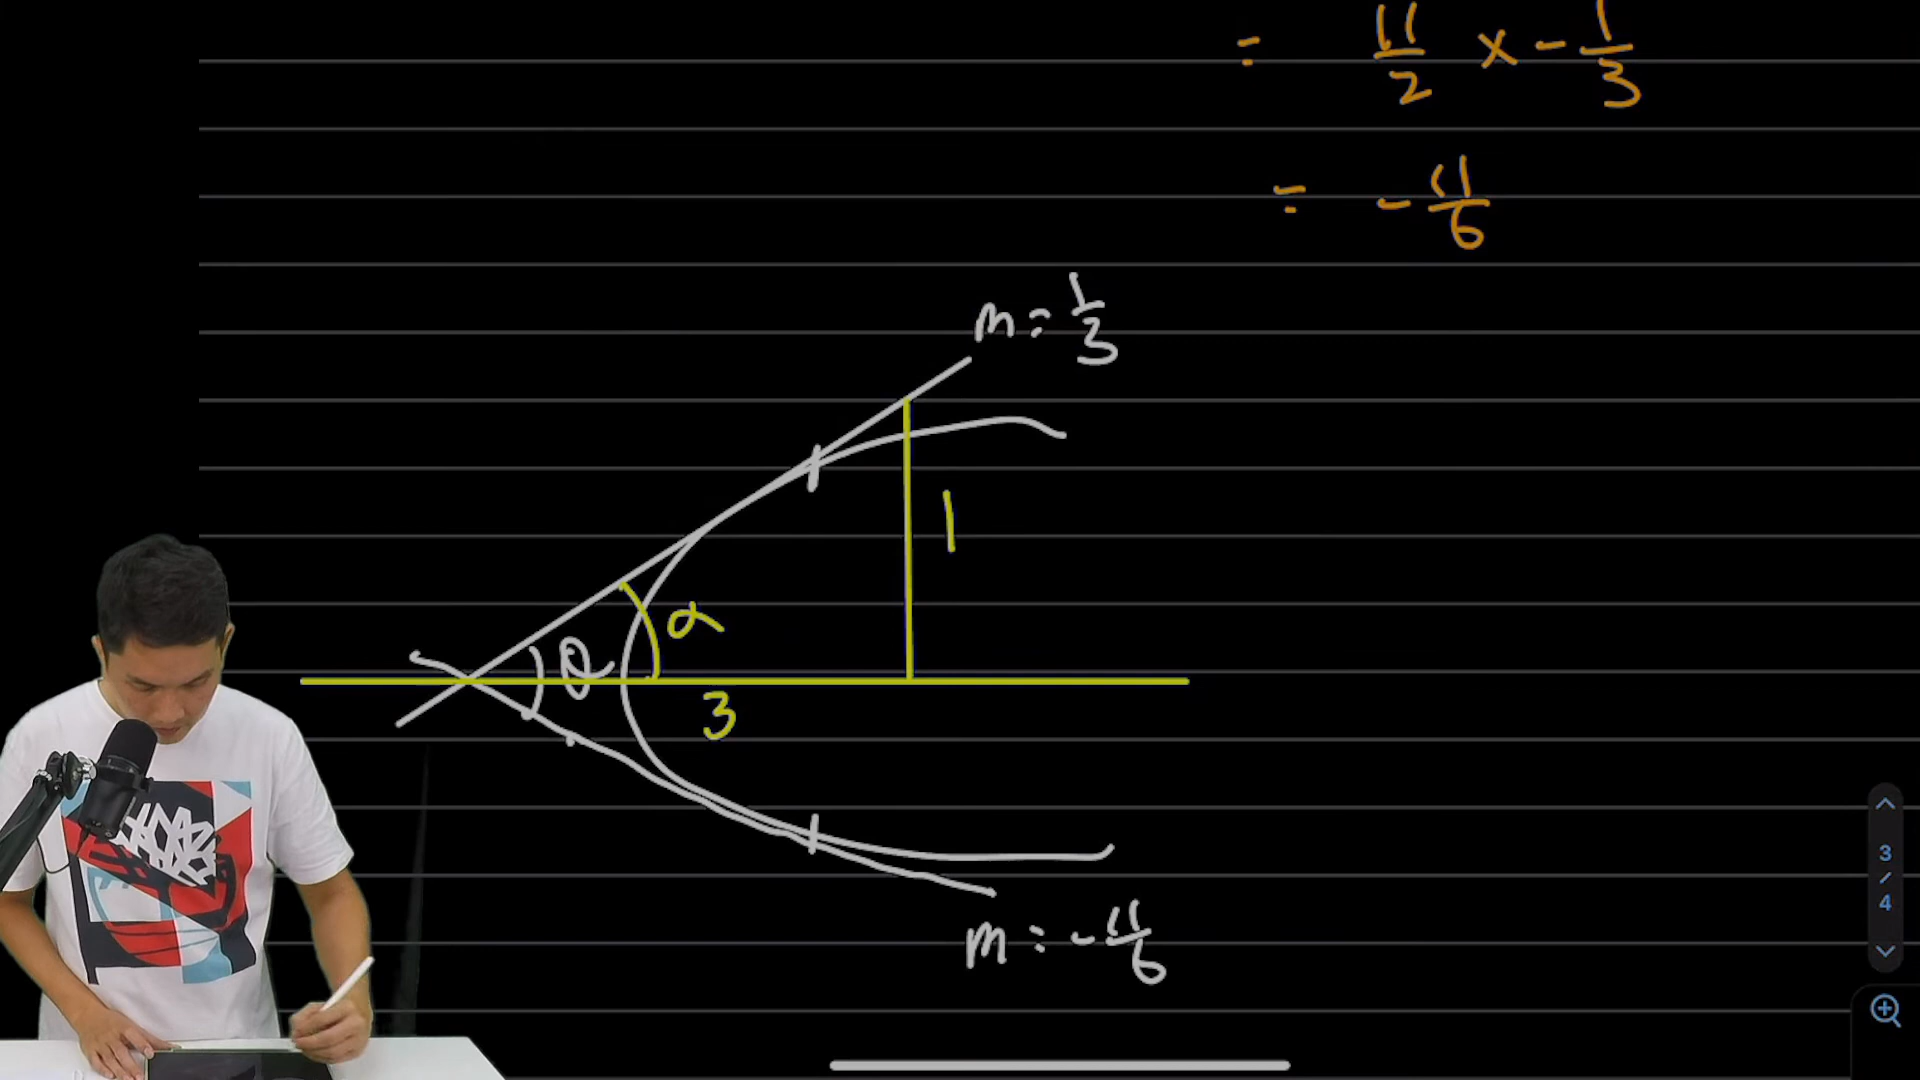 = 11/2 × - 1/3
= - 11/6
m = 1/3
1
α
θ
3
m = - 11/6
3
/
4